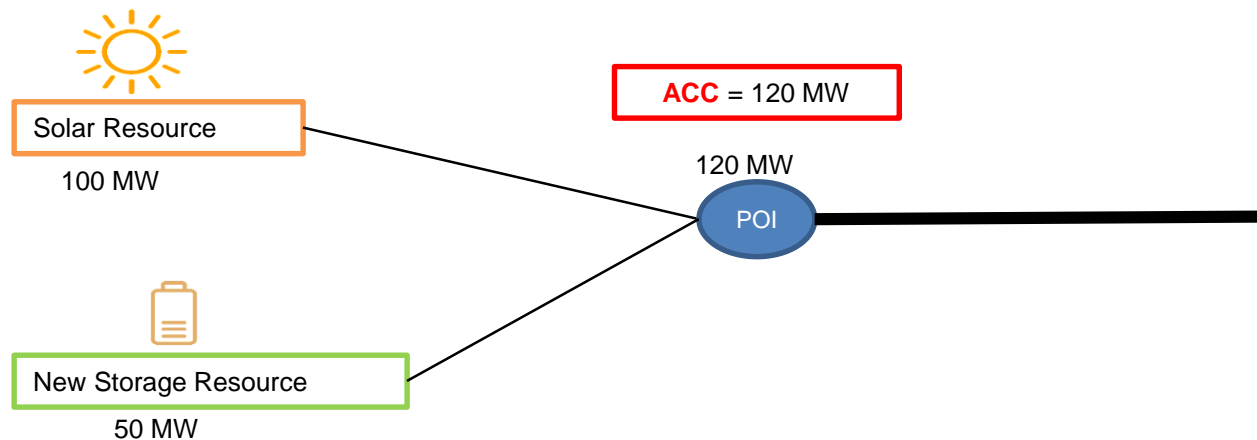 ACC = 120 MW
Solar Resource
100 MW
120 MW
POI
New Storage Resource
50 MW